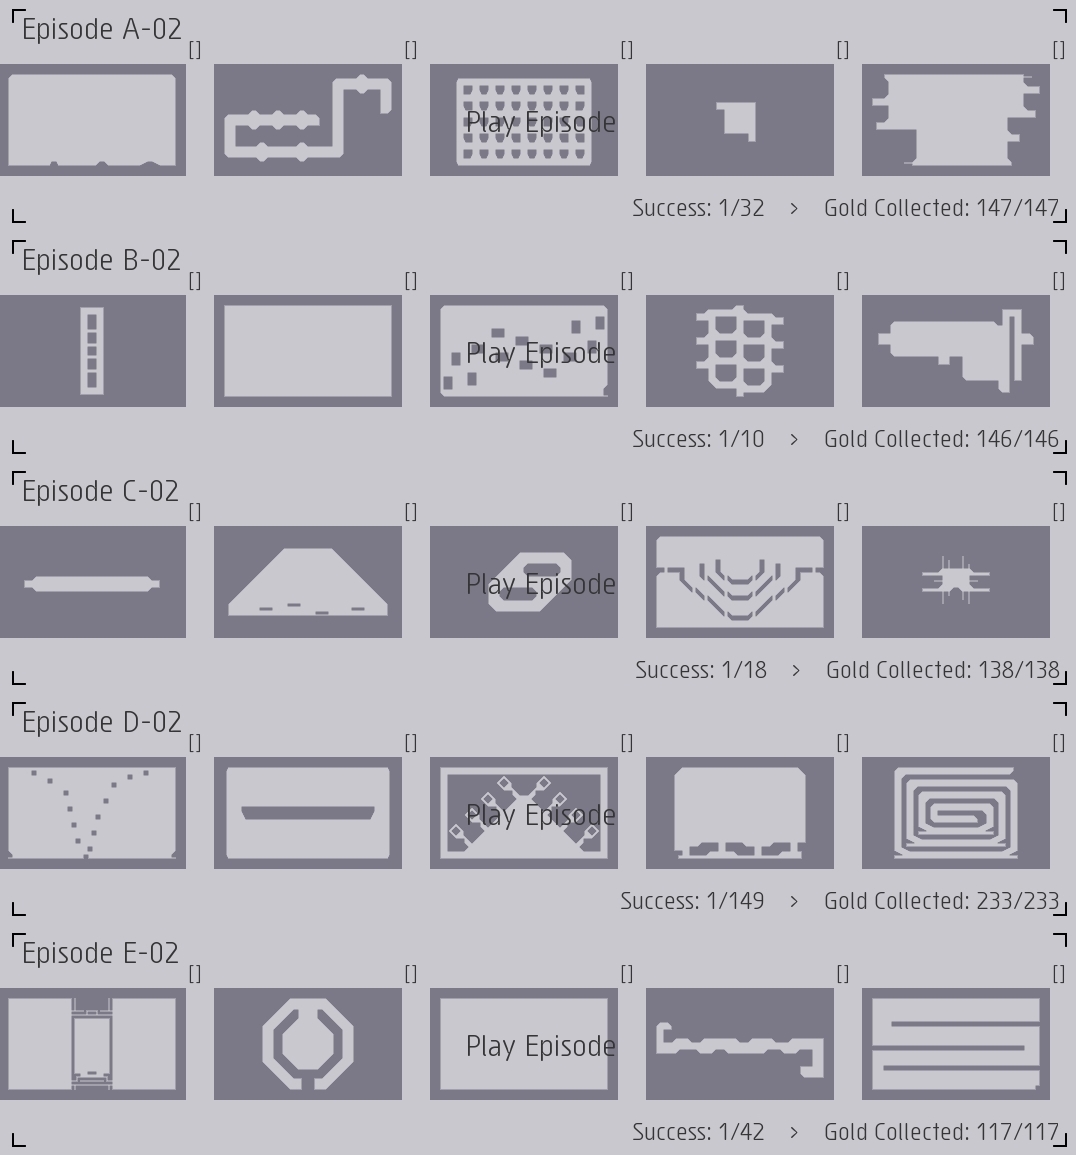 Episode A-02
[] [] [] [] []
Play Episode
Success: 1/32 > Gold Collected: 147/147
Episode B-02
[] [] [] [] []
Play Episode
Success: 1/10 > Gold Collected: 146/146
Episode C-02
[] [] [] [] []
Play Episode
Success: 1/18 > Gold Collected: 138/138
Episode D-02
[] [] [] [] []
Play Episode
Success: 1/149 > Gold Collected: 233/233
Episode E-02
[] [] [] [] []
Play Episode
Success: 1/42 > Gold Collected: 117/117